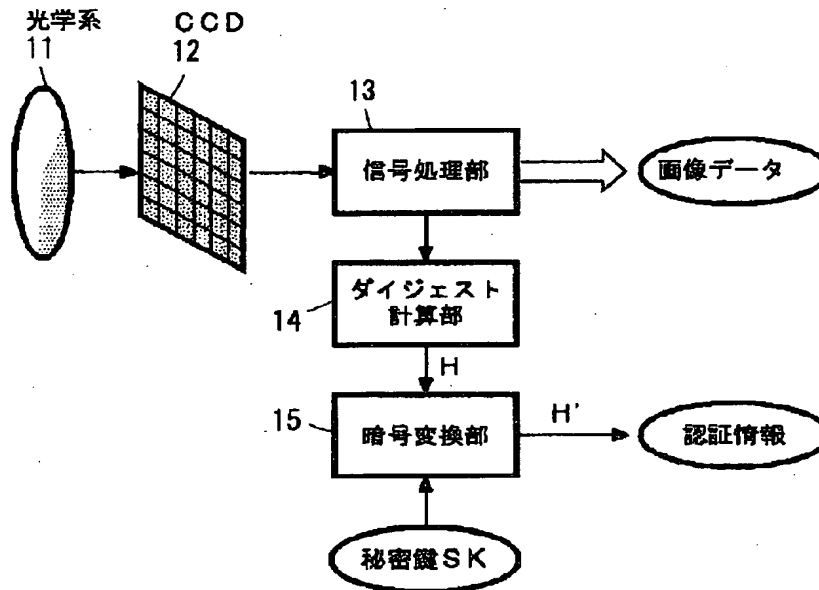 光学系
11
ＣＣＤ
12
13
信号処理部
画像データ
ダイジェスト
計算部
14
H
15
暗号変換部
H'
認証情報
秘密鍵ＳＫ